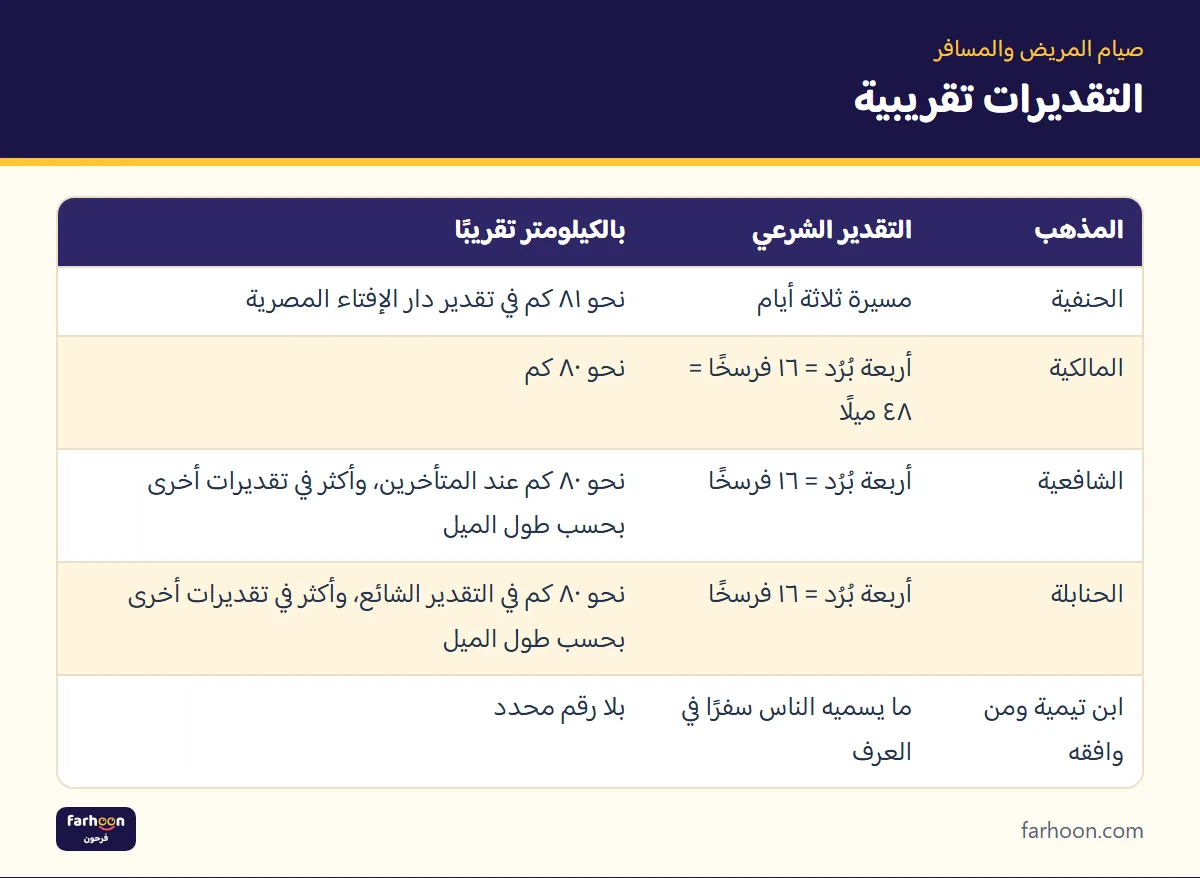 صيام المريض والمسافر
التقديرات تقريبية
المذهب التقدير الشرعي بالكيلومتر تقريبًا
الحنفية مسيرة ثلاثة أيام نحو ٨١ كم في تقدير دار الإفتاء المصرية
المالكية أربعة بُرُد = ١٦ فرسخًا = نحو ٨٠ كم
٤٨ ميلًا
الشافعية أربعة بُرُد = ١٦ فرسخًا نحو ٨٠ كم عند المتأخرين، وأكثر في تقديرات أخرى
بحسب طول الميل
الحنابلة أربعة بُرُد = ١٦ فرسخًا نحو ٨٠ كم في التقدير الشائع، وأكثر في تقديرات أخرى
بحسب طول الميل
ابن تيمية ومن ما يسميه الناس سفرًا في بلا رقم محدد
وافقه العرف
farhoon.com
farhoon
فرحون